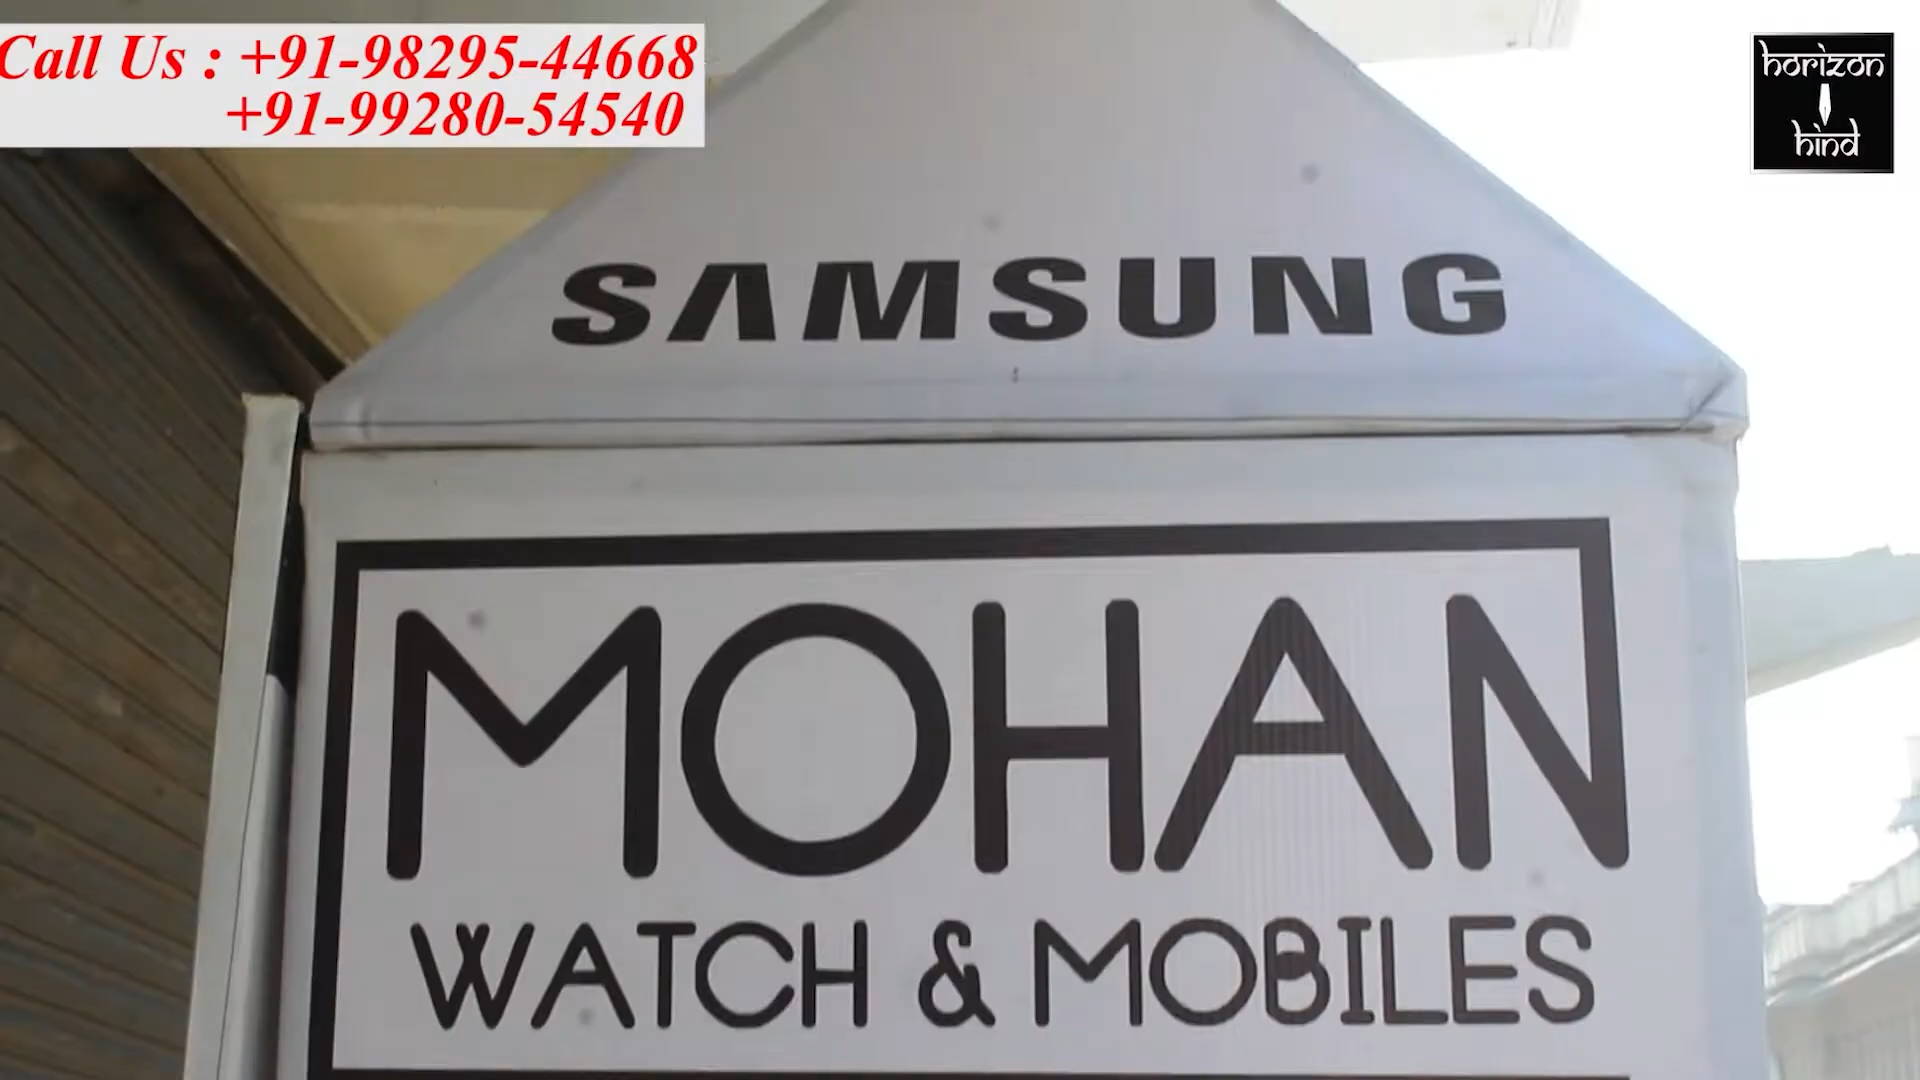 Call Us : +91-98295-44668
+91-99280-54540
horizon
hind
SAMSUNG
MOHAN
WATCH & MOBILES